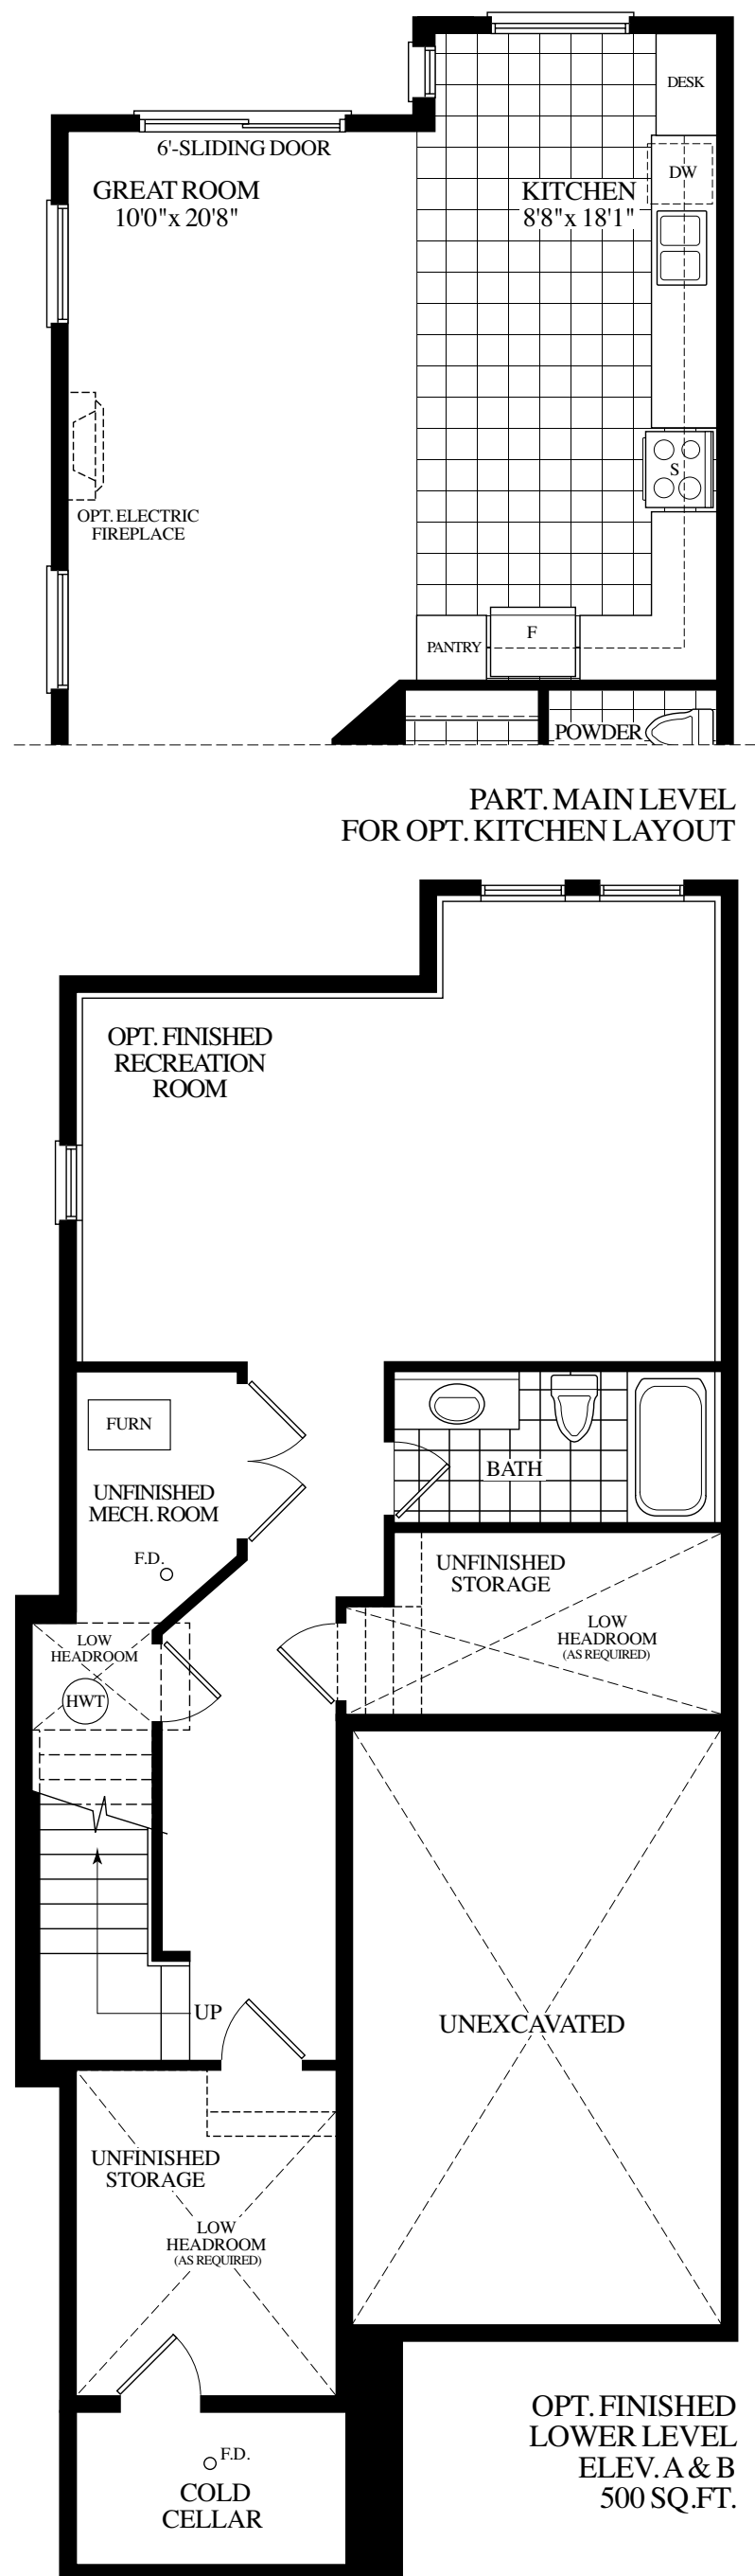 DESK
6'-SLIDING DOOR
DW
GREAT ROOM
10'0"x 20'8"
KITCHEN
8'8"x 18'1"
S
OPT. ELECTRIC
FIREPLACE
PANTRY
F
POWDER
PART. MAIN LEVEL
FOR OPT. KITCHEN LAYOUT
OPT. FINISHED
RECREATION
ROOM
FURN
BATH
UNFINISHED
MECH. ROOM
F.D.
UNFINISHED
STORAGE
LOW
HEADROOM
(AS REQUIRED)
LOW
HEADROOM
HWT
UP
UNEXCAVATED
UNFINISHED
STORAGE
LOW
HEADROOM
(AS REQUIRED)
F.D.
COLD
CELLAR
OPT. FINISHED
LOWER LEVEL
ELEV. A & B
500 SQ.FT.